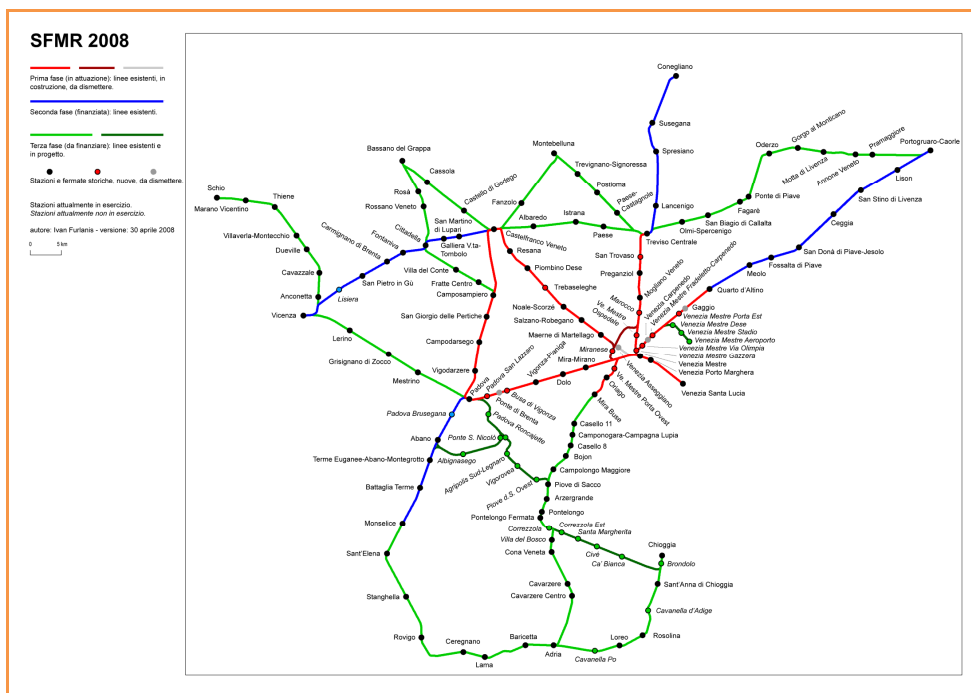 SFMR 2008
Prima fase (in attuazione): linee esistenti, in
costruzione, da dismettere.
Seconda fase (finanziata): linee esistenti.
Terza fase (da finanziare): linee esistenti e
in progetto.
Stazioni e fermate storiche, nuove. da dismettere.
Stazioni attualmente in esercizio.
Stazioni attualmente non in esercizio.
autore: Ivan Furlanis - versione: 30 aprile 2008
0
5 km
Conegliano
Susegana
Spresiano
Lancenigo
Treviso Centrale
Oderzo
Gorgo al Monticano
Motta di Livenza
Annone Veneto
Pramaggiore
Portogruaro-Caorle
Lison
San Stino di Livenza
Ceggia
San Donà di Piave-Jesolo
Fossalta di Piave
Meolo
Quarto d'Altino
Gaggio
Ponte di Piave
Fagarè
San Biagio di Callalta
Olmi-Spercenigo
Montebelluna
Trevignano-Signoressa
Postioma
Paese-
Castagnole
Fanzolo
Albaredo
Istrana
Paese
Bassano del Grappa
Cassola
Rosà
Rossano Veneto
Castello di Godego
San Martino
di Lupari
Cittadella
Galliera V.ta-
Tombolo
Fontaniva
Carmignano di Brenta
San Pietro in Gù
Lisiera
Villa del Conte
Fratte Centro
Camposampiero
Castelfranco Veneto
Resana
Piombino Dese
Trebaseleghe
Noale-Scorzé
Salzano-Robegano
Maerne di Martellago
Schio
Marano Vicentino
Thiene
Villaverla-Montecchio
Dueville
Cavazzale
Anconetta
Vicenza
Lerino
Grisignano di Zocco
Mestrino
San Giorgio delle Pertiche
Campodarsego
Vigodarzere
Padova
Padova San Lazzaro
Busa di Vigonza
Ponte di Brenta
Vigonza-Pianiga
Dolo
Mira-Mirano
San Trovaso
Preganziol
Mogliano Veneto
Marocco
Ve. Mestre
Ospedale
Miranese
Venezia Carpenedo
Venezia Mestre Fradeletto-Carpenedo
Venezia Mestre Porta Est
Venezia Mestre Dese
Venezia Mestre Stadio
Venezia Mestre Aeroporto
Venezia Mestre Via Olimpia
Venezia Mestre Gazzera
Venezia Mestre
Venezia Porto Marghera
Venezia Santa Lucia
Venezia Asseggiano
Ve. Mestre Porta Ovest
Oriago
Mira Buse
Casello 11
Camponogara-Campagna Lupia
Casello 8
Bojon
Campolongo Maggiore
Piove di Sacco
Arzergrande
Pontelongo
Pontelongo Fermata
Padova Brusegana
Padova Roncajette
Ponte S. Nicolò
Abano
Albignasego
Agripolis Sud-Legnaro
Vigorovea
Piove d.S. Ovest
Terme Euganee-Abano-Montegrotto
Battaglia Terme
Monselice
Sant'Elena
Stanghella
Rovigo
Ceregnano
Lama
Baricetta
Adria
Cavanella Po
Loreo
Rosolina
Cavanella d'Adige
Sant'Anna di Chioggia
Brondolo
Chioggia
Correzzola
Correzzola Est
Santa Margherita
Civé
Ca' Bianca
Villa del Bosco
Cona Veneta
Cavarzere
Cavarzere Centro